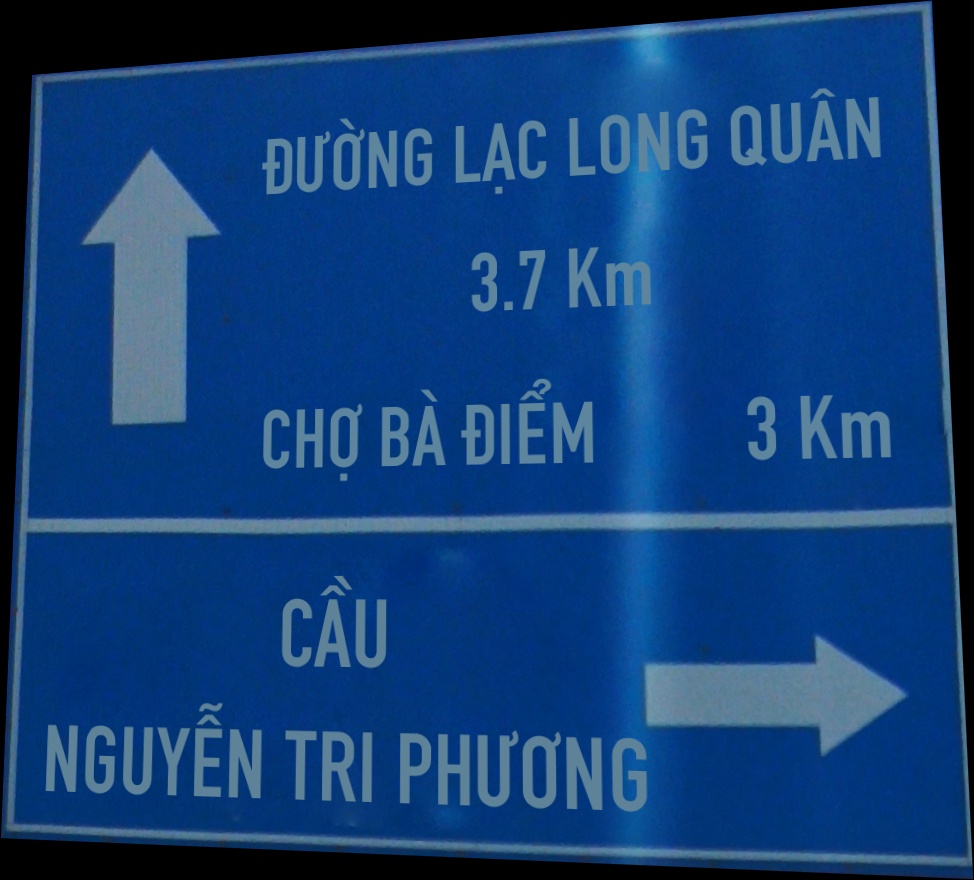 ĐƯỜNG LẠC LONG QUÂN
3.7 Km
CHỢ BÀ ĐIỂM 3 Km
CẦU
NGUYỄN TRI PHƯƠNG